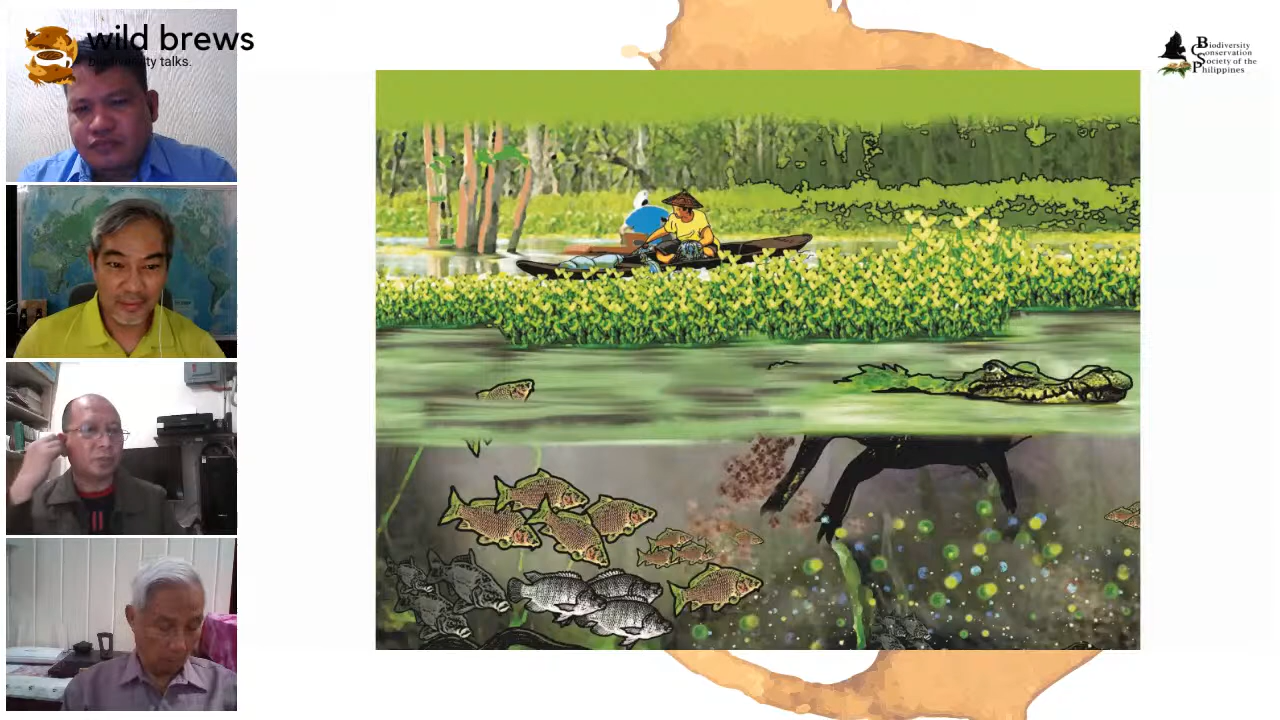 wild brews
biodiversity talks.
Biodiversity
Conservation
Society of the
Philippines